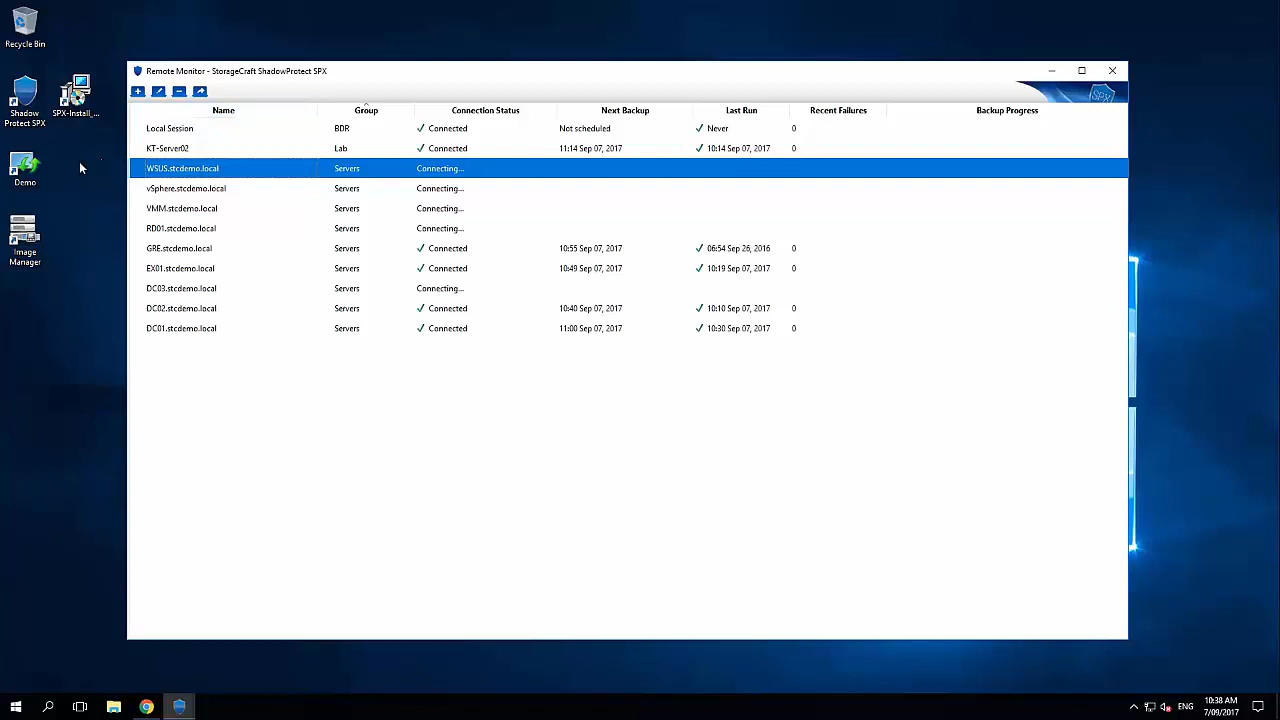 Recycle Bin
Shadow Protect SPX
SPX-Install_...
Demo
Image Manager
Remote Monitor - StorageCraft ShadowProtect SPX
SPX
Name Group Connection Status Next Backup Last Run Recent Failures Backup Progress
Local Session BDR ✓ Connected Not scheduled ✓ Never 0
KT-Server02 Lab ✓ Connected 11:14 Sep 07, 2017 ✓ 10:14 Sep 07, 2017 0
WSUS.stcdemo.local Servers Connecting...
vSphere.stcdemo.local Servers Connecting...
VMM.stcdemo.local Servers Connecting...
RD01.stcdemo.local Servers Connecting...
GRE.stcdemo.local Servers ✓ Connected 10:55 Sep 07, 2017 ✓ 06:54 Sep 26, 2016 0
EX01.stcdemo.local Servers ✓ Connected 10:49 Sep 07, 2017 ✓ 10:19 Sep 07, 2017 0
DC03.stcdemo.local Servers Connecting...
DC02.stcdemo.local Servers ✓ Connected 10:40 Sep 07, 2017 ✓ 10:10 Sep 07, 2017 0
DC01.stcdemo.local Servers ✓ Connected 11:00 Sep 07, 2017 ✓ 10:30 Sep 07, 2017 0
ENG
10:38 AM
7/09/2017